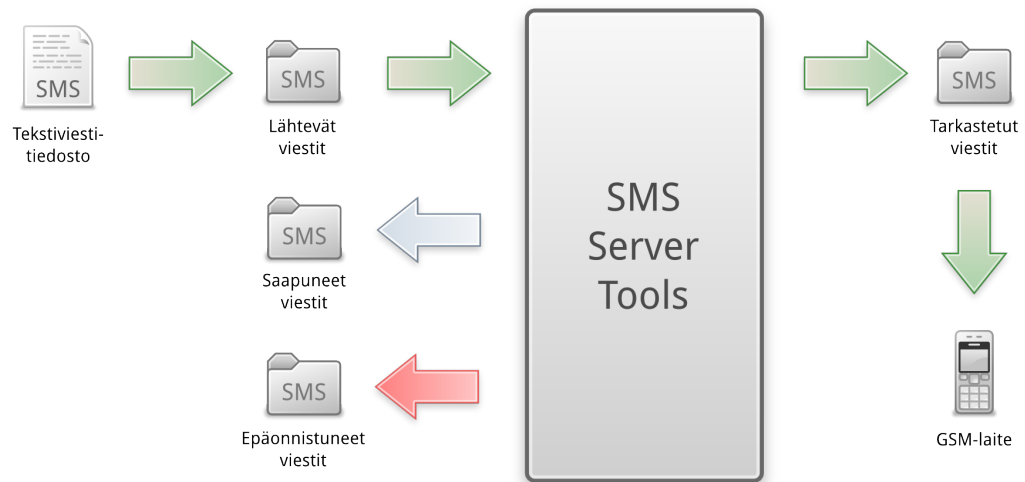 SMS
Tekstiviesti-
tiedosto
SMS
Lähtevät
viestit
SMS
Saapuneet
viestit
SMS
Epäonnistuneet
viestit
SMS
Server
Tools
SMS
Tarkastetut
viestit
GSM-laite